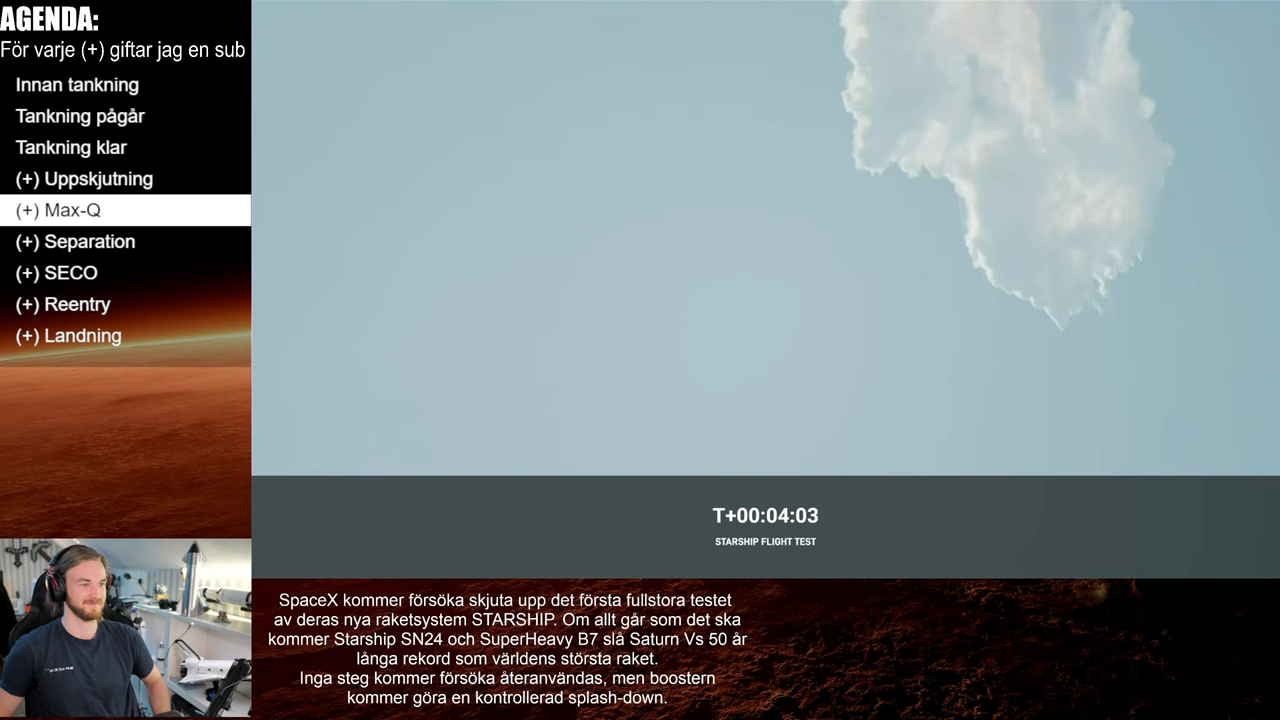 AGENDA:
För varje (+) giftar jag en sub
Innan tankning
Tankning pågår
Tankning klar
(+) Uppskjutning
(+) Max-Q
(+) Separation
(+) SECO
(+) Reentry
(+) Landning
T+00:04:03
STARSHIP FLIGHT TEST
SpaceX kommer försöka skjuta upp det första fullstora testet
av deras nya raketsystem STARSHIP. Om allt går som det ska
kommer Starship SN24 och SuperHeavy B7 slå Saturn Vs 50 år
långa rekord som världens största raket.
Inga steg kommer försöka återanvändas, men boostern
kommer göra en kontrollerad splash-down.